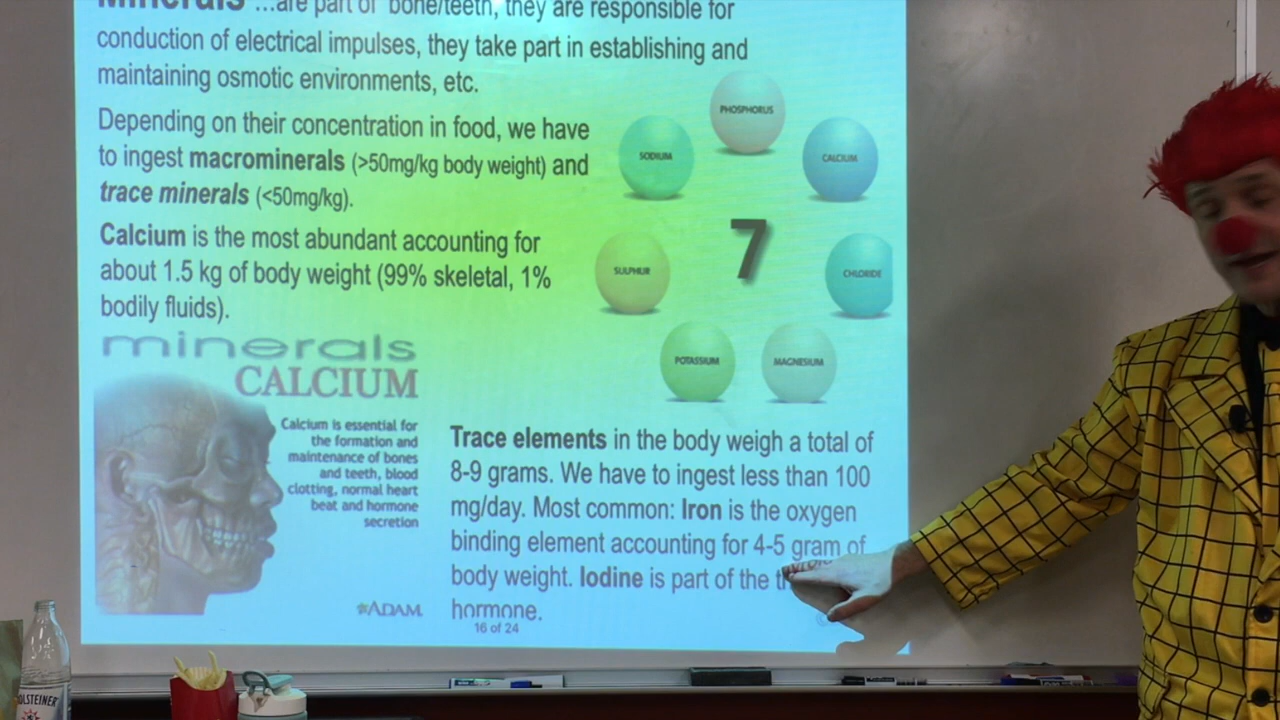 Minerals ...are part of bone/teeth, they are responsible for
conduction of electrical impulses, they take part in establishing and
maintaining osmotic environments, etc.
Depending on their concentration in food, we have
to ingest macrominerals (>50mg/kg body weight) and
trace minerals (<50mg/kg).
Calcium is the most abundant accounting for
about 1.5 kg of body weight (99% skeletal, 1%
bodily fluids).
PHOSPHORUS
SODIUM
CALCIUM
7
SULPHUR
CHLORIDE
POTASSIUM
MAGNESIUM
minerals
CALCIUM
Calcium is essential for
the formation and
maintenance of bones
and teeth, blood
clotting, normal heart
beat and hormone
secretion
*ADAM
Trace elements in the body weigh a total of
8-9 grams. We have to ingest less than 100
mg/day. Most common: Iron is the oxygen
binding element accounting for 4-5 gram of
body weight. Iodine is part of the
hormone.
16 of 24
OLSTEINER